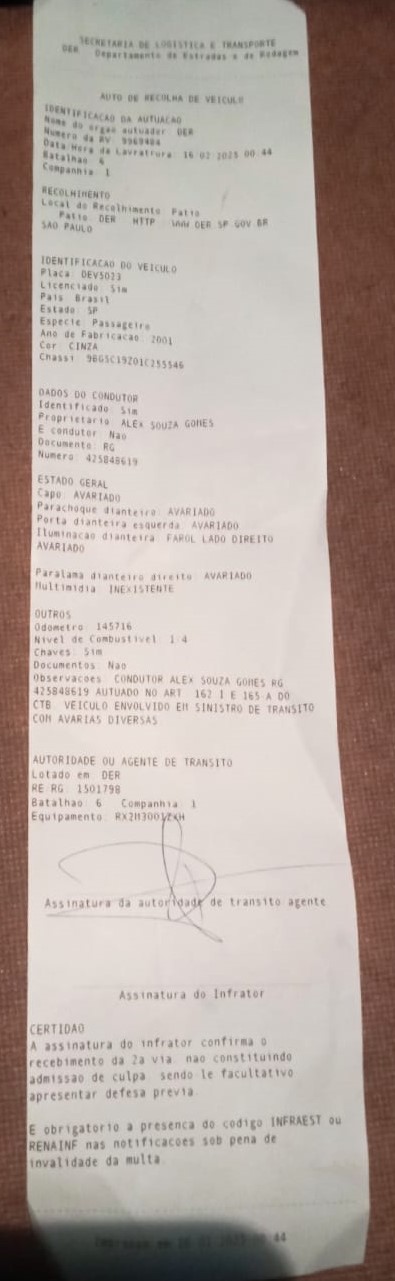 SECRETARIA DE LOGISTICA E TRANSPORTE
DER Departamento de Estradas e de Rodagem
AUTO DE RECOLHA DE VEICULO
IDENTIFICACAO DA AUTUACAO
Nome do orgao autuador DER
Numero da RV 9969404
Data Hora da Lavratrura 16 02 2025 00 44
Batalhao 6
Companhia 1
RECOLHIMENTO
Local do Recolhimento Patio
Patio DER HTTP WWW DER SP GOV BR
SAO PAULO
IDENTIFICACAO DO VEICULO
Placa DEV5023
Licenciado Sim
Pais Brasil
Estado SP
Especie Passageiro
Ano de Fabricacao 2001
Cor CINZA
Chassi 9BGSC19Z01C255546
DADOS DO CONDUTOR
Identificado Sim
Proprietario ALEX SOUZA GOMES
E condutor Nao
Documento RG
Numero 425848619
ESTADO GERAL
Capo AVARIADO
Parachoque dianteiro AVARIADO
Porta dianteira esquerda AVARIADO
Iluminacao dianteira FAROL LADO DIREITO
AVARIADO
Paralama dianteiro direito AVARIADO
Multimidia INEXISTENTE
OUTROS
Odometro 145716
Nivel de Combustivel 1 4
Chaves Sim
Documentos Nao
Observacoes CONDUTOR ALEX SOUZA GOMES RG
425848619 AUTUADO NO ART 162 I E 165 A DO
CTB VEICULO ENVOLVIDO EM SINISTRO DE TRANSITO
COM AVARIAS DIVERSAS
AUTORIDADE OU AGENTE DE TRANSITO
Lotado em DER
RE RG 1501798
Batalhao 6 Companhia 1
Equipamento
Assinatura da autoridade de transito agente
Assinatura do Infrator
CERTIDAO
A assinatura do infrator confirma o
recebimento da 2a via nao constituindo
admissao de culpa sendo le facultativo
apresentar defesa previa
E obrigatorio a presenca do codigo INFRAEST ou
RENAINF nas notificacoes sob pena de
invalidade da multa